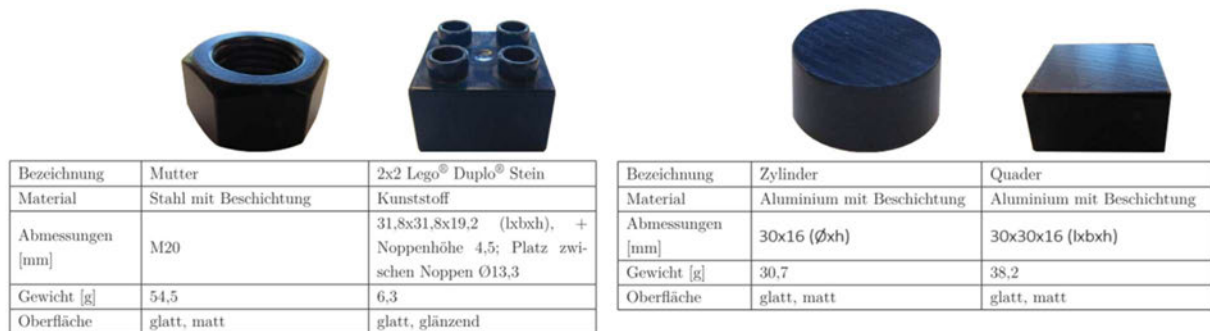 Bezeichnung Mutter 2x2 Lego® Duplo® Stein
Material Stahl mit Beschichtung Kunststoff
Abmessungen [mm] M20 31,8x31,8x19,2 (lxbxh), +
Noppenhöhe 4,5; Platz zwi-
schen Noppen Ø13,3
Gewicht [g] 54,5 6,3
Oberfläche glatt, matt glatt, glänzend
Bezeichnung Zylinder Quader
Material Aluminium mit Beschichtung Aluminium mit Beschichtung
Abmessungen [mm] 30x16 (Øxh) 30x30x16 (lxbxh)
Gewicht [g] 30,7 38,2
Oberfläche glatt, matt glatt, matt